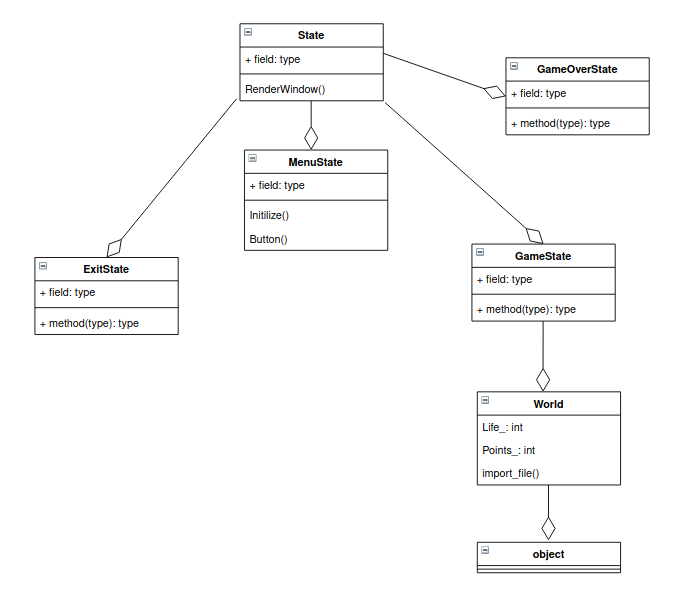 State
+ field: type
RenderWindow()
GameOverState
+ field: type
+ method(type): type
MenuState
+ field: type
Initilize()
Button()
ExitState
+ field: type
+ method(type): type
GameState
+ field: type
+ method(type): type
World
Life_: int
Points_: int
import_file()
object